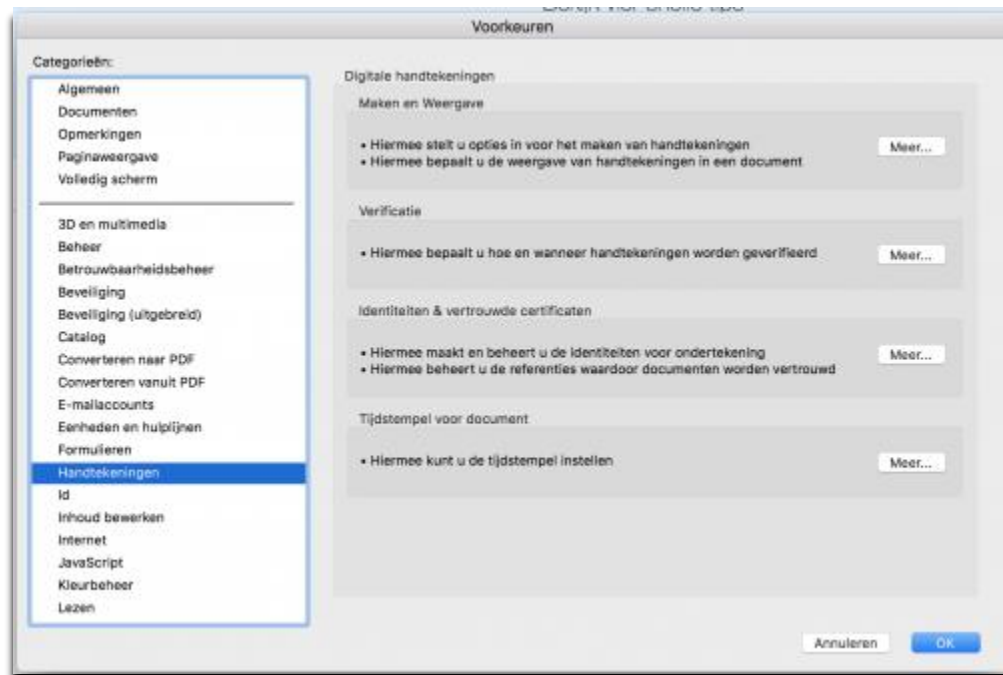 Voorkeuren
Categorieën:
Algemeen
Documenten
Opmerkingen
Paginaweergave
Volledig scherm
3D en multimedia
Beheer
Betrouwbaarheidsbeheer
Beveiliging
Beveiliging (uitgebreid)
Catalog
Converteren naar PDF
Converteren vanuit PDF
E-mailaccounts
Eenheden en hulplijnen
Formulieren
Handtekeningen
Id
Inhoud bewerken
Internet
JavaScript
Kleurbeheer
Lezen
Digitale handtekeningen
Maken en Weergave
• Hiermee stelt u opties in voor het maken van handtekeningen
• Hiermee bepaalt u de weergave van handtekeningen in een document
Meer...
Verificatie
• Hiermee bepaalt u hoe en wanneer handtekeningen worden geverifieerd
Meer...
Identiteiten & vertrouwde certificaten
• Hiermee maakt en beheert u de identiteiten voor ondertekening
• Hiermee beheert u de referenties waardoor documenten worden vertrouwd
Meer...
Tijdstempel voor document
• Hiermee kunt u de tijdstempel instellen
Meer...
Annuleren
OK